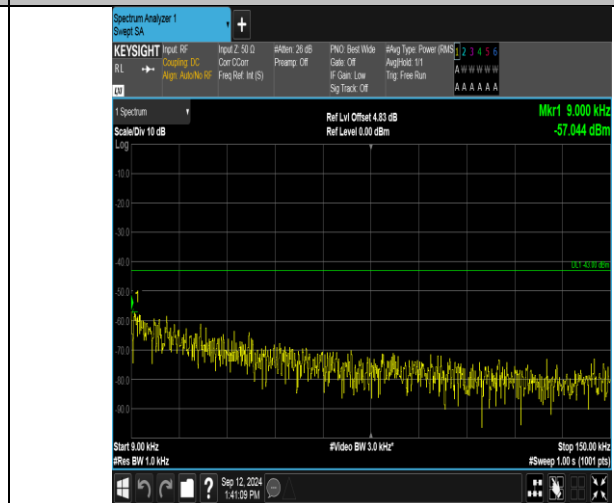 Spectrum Analyzer 1
Swept SA
+
KEYSIGHT Input: RF Input Z: 50 Ω #Atten: 26 dB PNO: Best Wide #Avg Type: Power (RMS 1 2 3 4 5 6
RL Coupling: DC Corr CCorr Preamp: Off Gate: Off Avg|Hold: 1/1 A W W W W W
Align: Auto/No RF Freq Ref: Int (S) IF Gain: Low Trig: Free Run
Sig Track: Off A A A A A A
1 Spectrum
Ref Lvl Offset 4.83 dB Mkr1 9.000 kHz
Scale/Div 10 dB Ref Level 0.00 dBm -57.044 dBm
Log
-10.0
-20.0
-30.0
-40.0
DL1 -43.00 dBm
-50.0
1
-60.0
-70.0
-80.0
-90.0
Start 9.00 kHz #Video BW 3.0 kHz* Stop 150.00 kHz
#Res BW 1.0 kHz #Sweep 1.00 s (1001 pts)
? Sep 12, 2024
1:41:09 PM